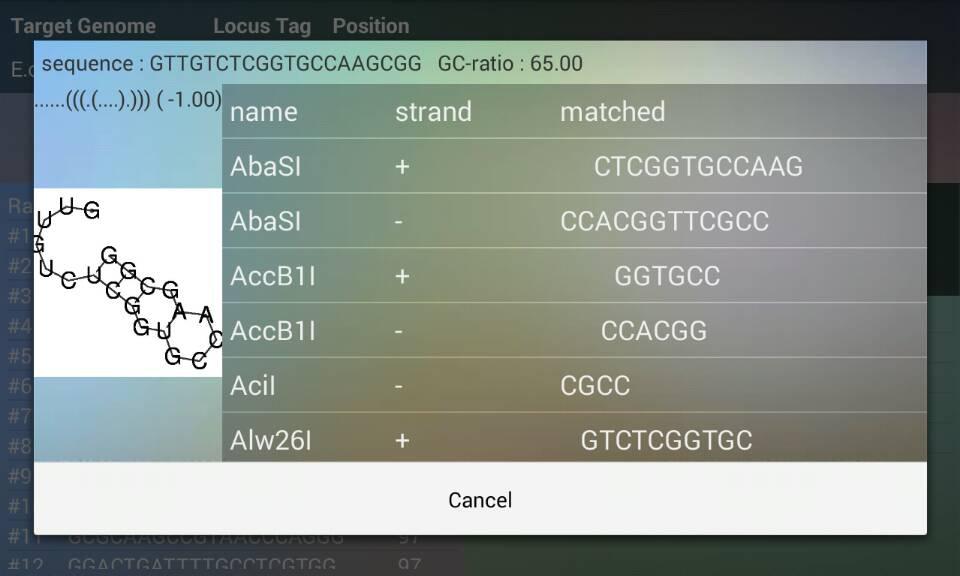 Target Genome Locus Tag Position
sequence : GTTGTCTCGGTGCCAAGCGG GC-ratio : 65.00
E.c
......(((.(....).))) ( -1.00)
name strand matched
AbaSI + CTCGGTGCCAAG
AbaSI - CCACGGTTCGCC
AccB1I + GGTGCC
AccB1I - CCACGG
AciI - CGCC
Alw26I + GTCTCGGTGC
Ra
#1
#2
#3
#4
#5
#6
#7
#8
#9
#1
G U U G U C U C G G U G C C A A G C G G
Cancel
#11 GCGCAAGCCGTAACCCAGGG 97
#12 GGACTGATTTTGCCTCGTGG 97